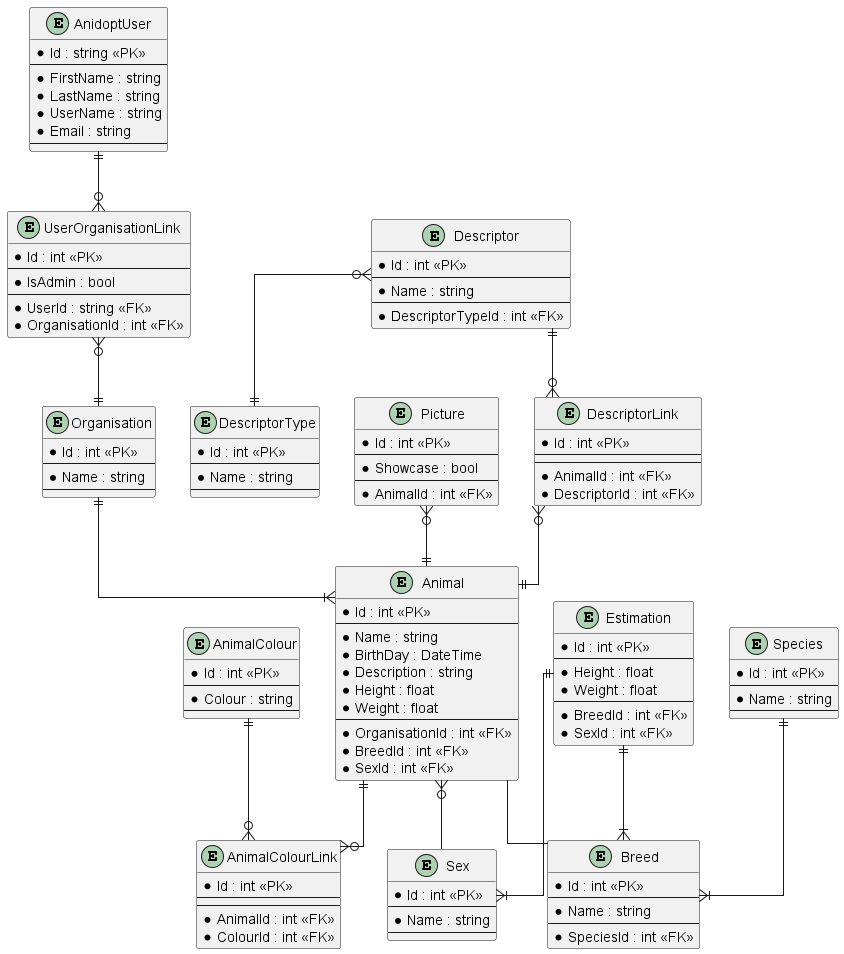 E AnidoptUser
Id : string «PK»
FirstName : string
LastName : string
UserName : string
Email : string
E UserOrganisationLink
Id : int «PK»
IsAdmin : bool
UserId : string «FK»
OrganisationId : int «FK»
E Descriptor
Id : int «PK»
Name : string
DescriptorTypeId : int «FK»
E Organisation
Id : int «PK»
Name : string
E DescriptorType
Id : int «PK»
Name : string
E Picture
Id : int «PK»
Showcase : bool
AnimalId : int «FK»
E DescriptorLink
Id : int «PK»
AnimalId : int «FK»
DescriptorId : int «FK»
E Animal
Id : int «PK»
Name : string
BirthDay : DateTime
Description : string
Height : float
Weight : float
OrganisationId : int «FK»
BreedId : int «FK»
SexId : int «FK»
E AnimalColour
Id : int «PK»
Colour : string
E Estimation
Id : int «PK»
Height : float
Weight : float
BreedId : int «FK»
SexId : int «FK»
E Species
Id : int «PK»
Name : string
E AnimalColourLink
Id : int «PK»
AnimalId : int «FK»
ColourId : int «FK»
E Sex
Id : int «PK»
Name : string
E Breed
Id : int «PK»
Name : string
SpeciesId : int «FK»